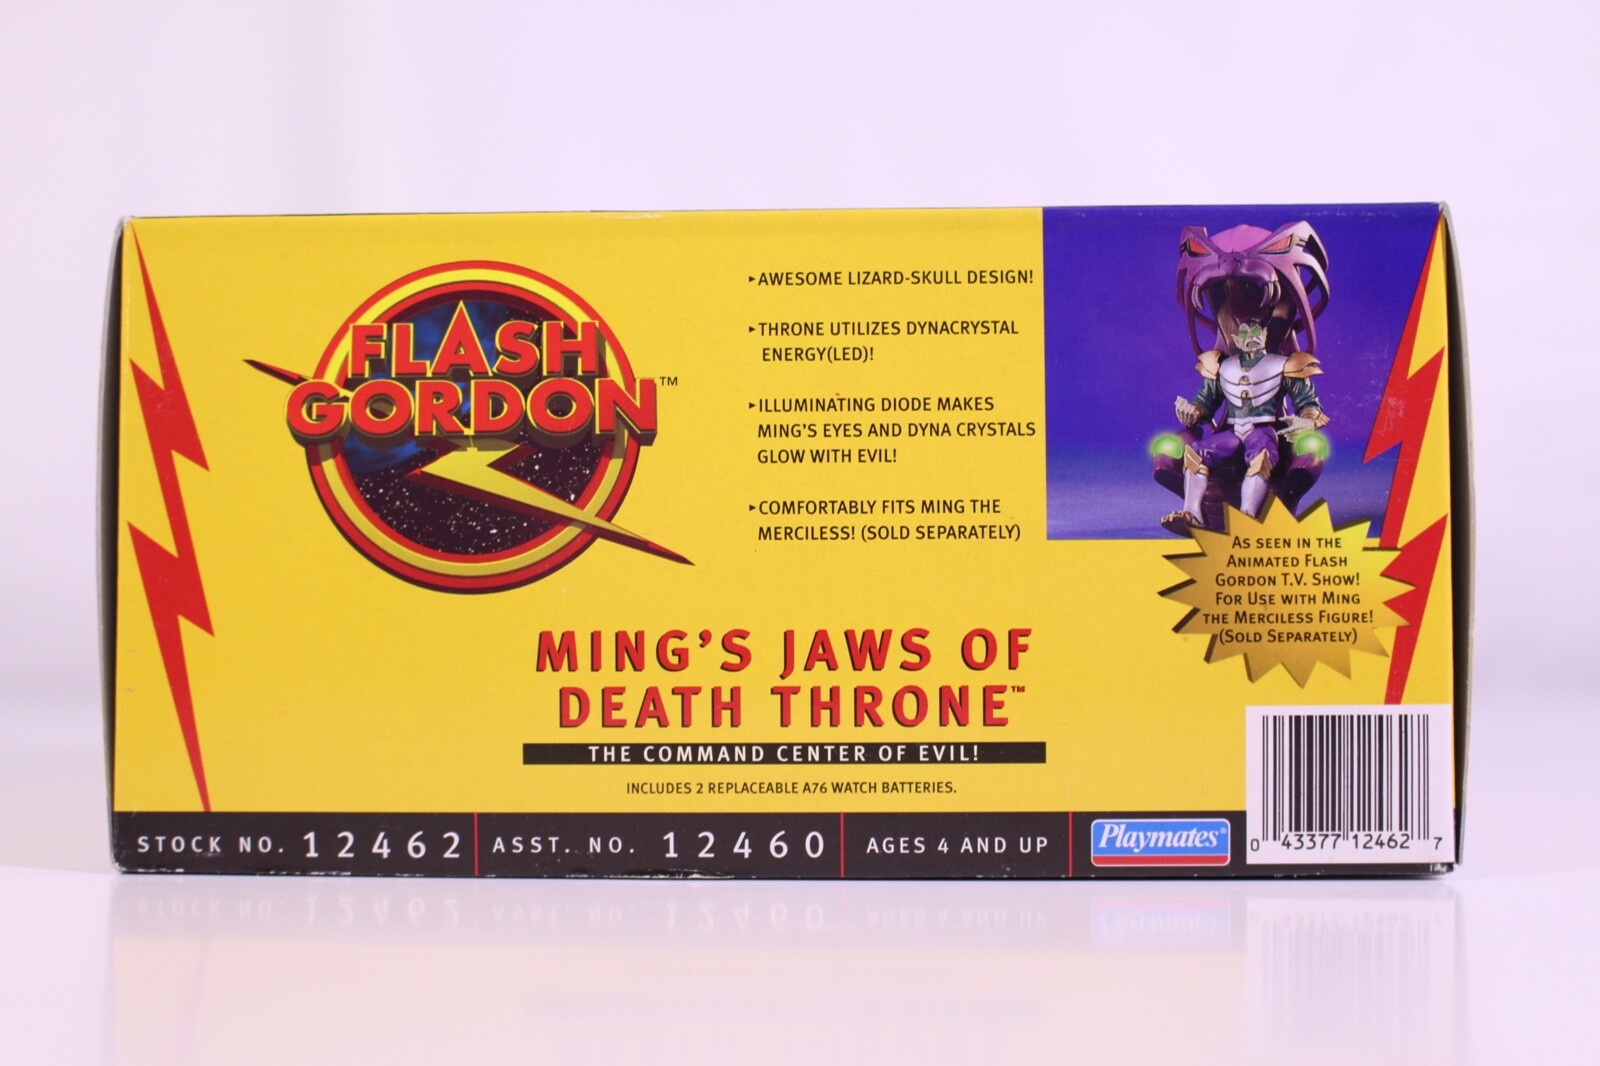 FLASH
GORDON™
▸AWESOME LIZARD-SKULL DESIGN!
▸THRONE UTILIZES DYNACRYSTAL
ENERGY(LED)!
▸ILLUMINATING DIODE MAKES
MING'S EYES AND DYNA CRYSTALS
GLOW WITH EVIL!
▸COMFORTABLY FITS MING THE
MERCILESS! (SOLD SEPARATELY)
AS SEEN IN THE
ANIMATED FLASH
GORDON T.V. SHOW!
FOR USE WITH MING
THE MERCILESS FIGURE!
(SOLD SEPARATELY)
MING'S JAWS OF
DEATH THRONE™
THE COMMAND CENTER OF EVIL!
INCLUDES 2 REPLACEABLE A76 WATCH BATTERIES.
STOCK NO. 12462
ASST. NO. 12460
AGES 4 AND UP
Playmates®
0 43377 12462 7